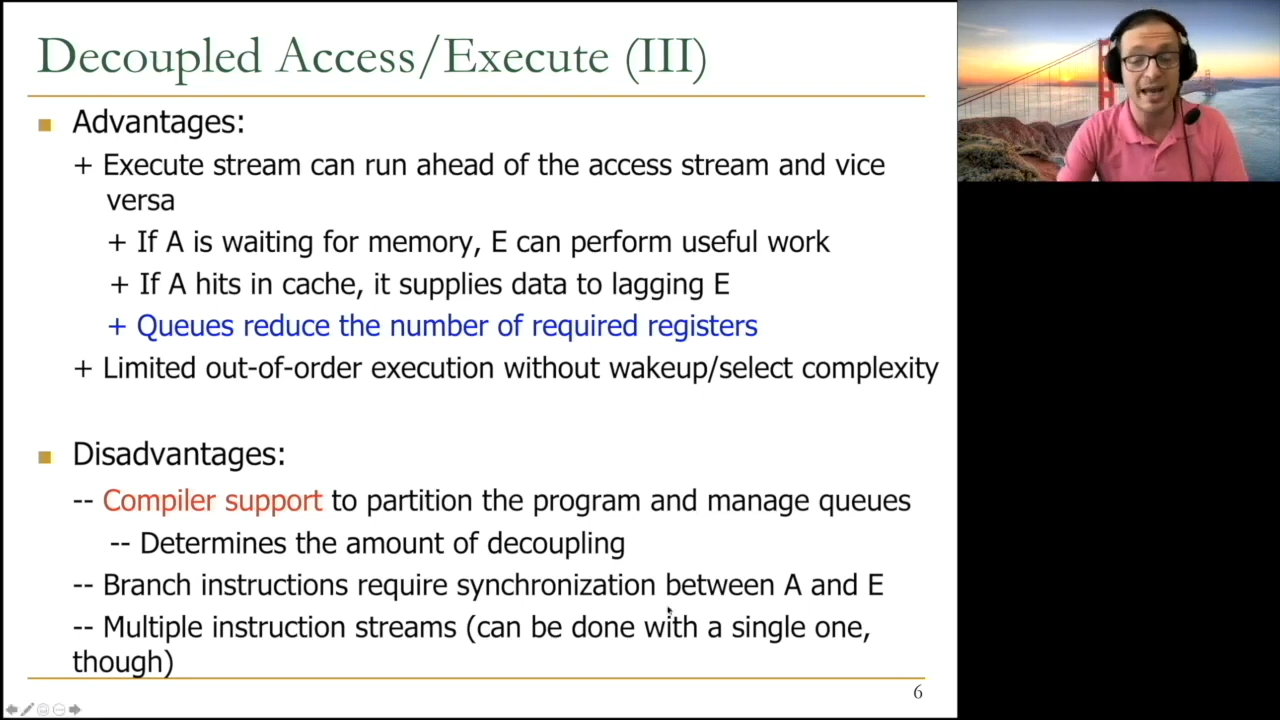 Decoupled Access/Execute (III)
Advantages:
+ Execute stream can run ahead of the access stream and vice
versa
+ If A is waiting for memory, E can perform useful work
+ If A hits in cache, it supplies data to lagging E
+ Queues reduce the number of required registers
+ Limited out-of-order execution without wakeup/select complexity
Disadvantages:
-- Compiler support to partition the program and manage queues
-- Determines the amount of decoupling
-- Branch instructions require synchronization between A and E
-- Multiple instruction streams (can be done with a single one,
though)
6